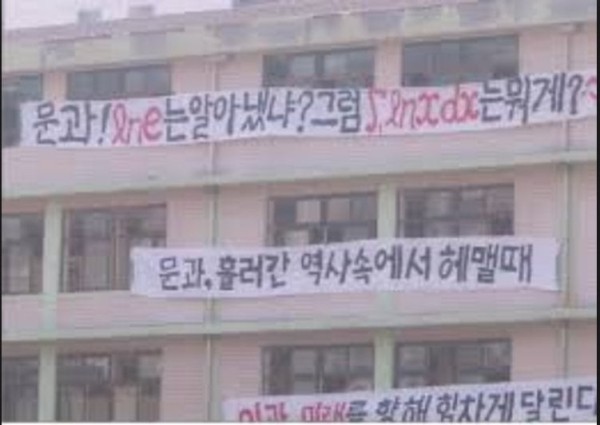 문과! lne는 알아냈냐? 그럼 ∫lnxdx는 뭐게?
문과, 흘러간 역사속에서 헤맬때
이과, 미래를 향해 힘차게 달린다